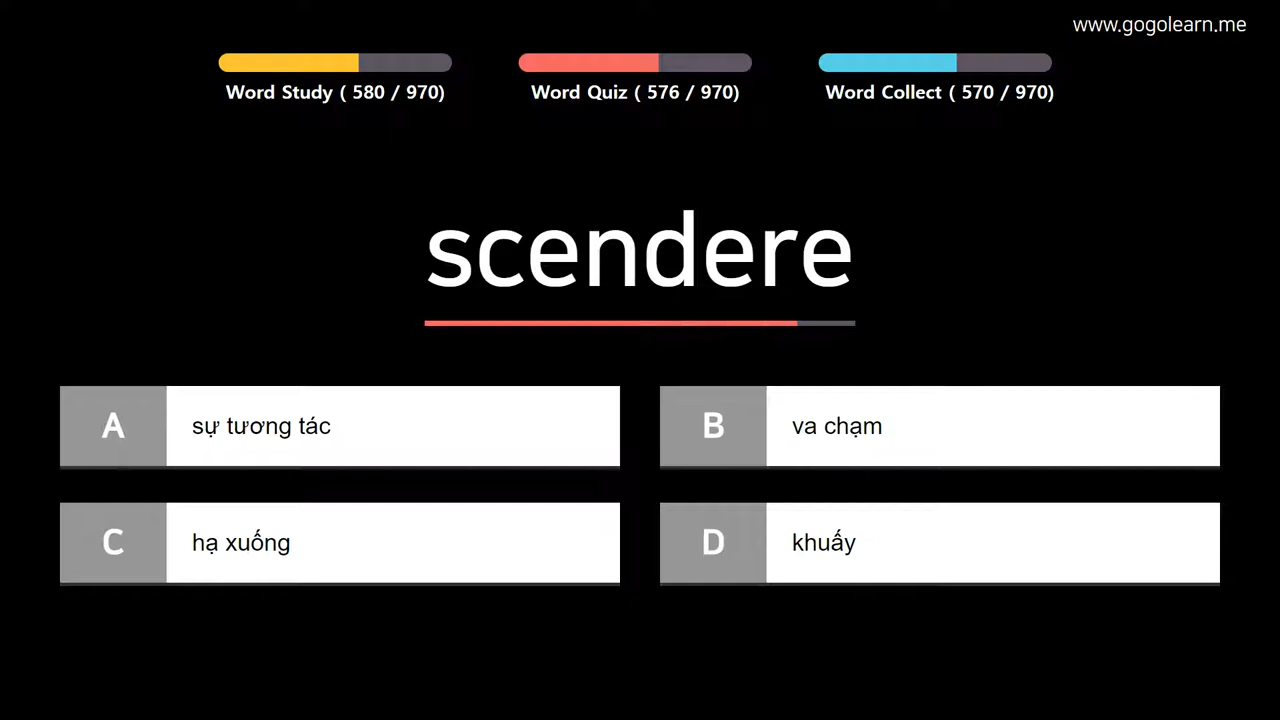 www.gogolearn.me
Word Study ( 580 / 970)
Word Quiz ( 576 / 970)
Word Collect ( 570 / 970)
scendere
A sự tương tác
B va chạm
C hạ xuống
D khuấy